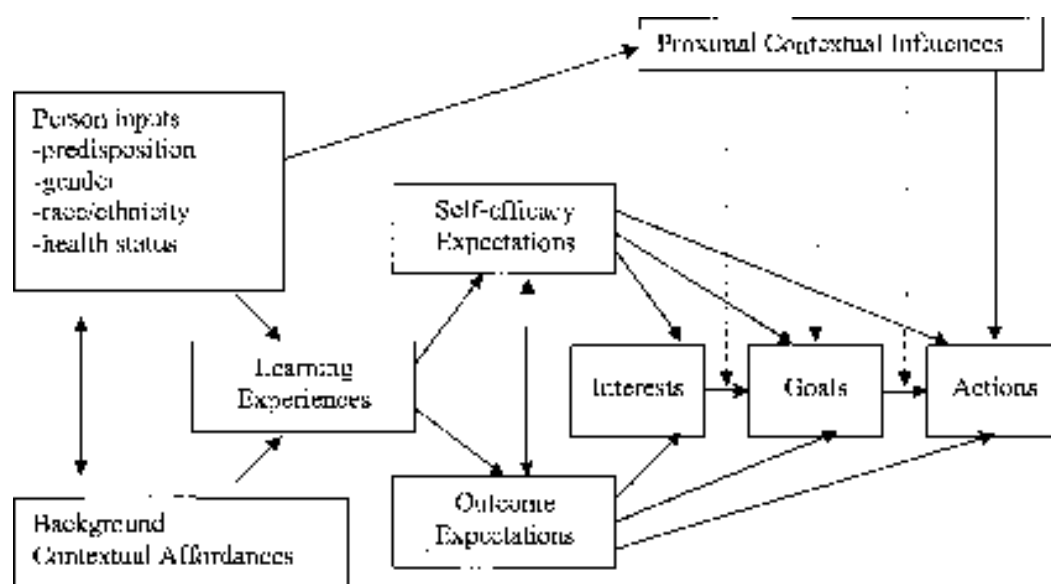 Proximal Contextual Influences
Person inputs
-predisposition
-gender
-race/ethnicity
-health status
Self-efficacy
Expectations
Learning
Experiences
Interests
Goals
Actions
Outcome
Expectations
Background
Contextual Affordances